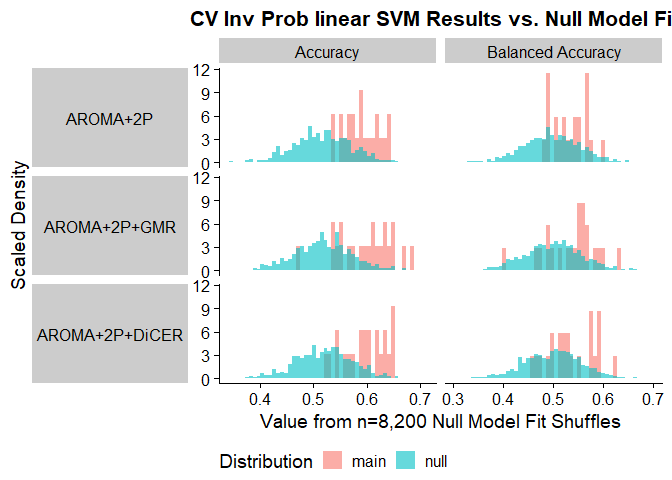 CV Inv Prob linear SVM Results vs. Null Model Fi
Accuracy Balanced Accuracy
Scaled Density
AROMA+2P
12
9
6
3
0
AROMA+2P+GMR
12
9
6
3
0
AROMA+2P+DiCER
12
9
6
3
0
0.4 0.5 0.6 0.7 0.3 0.4 0.5 0.6 0.7
Value from n=8,200 Null Model Fit Shuffles
Distribution main null